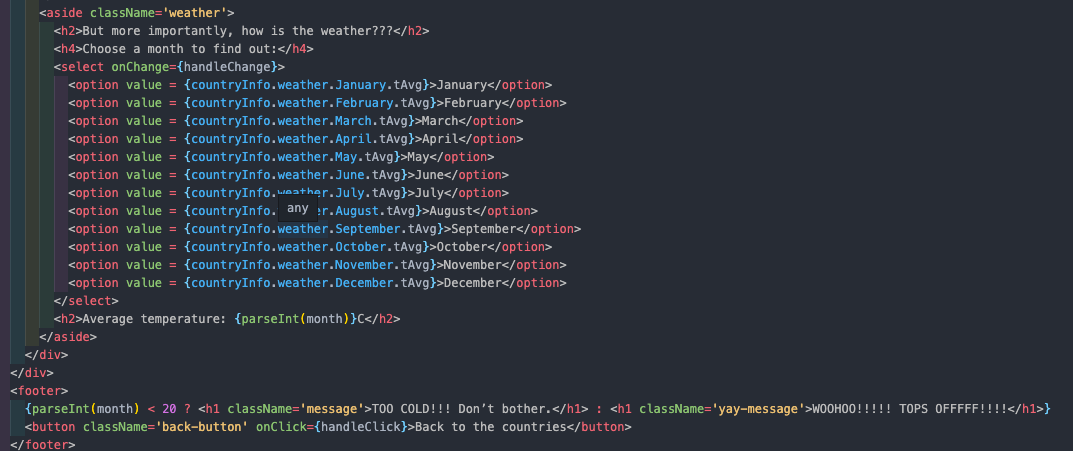 <aside className='weather'>
<h2>But more importantly, how is the weather???</h2>
<h4>Choose a month to find out:</h4>
<select onChange={handleChange}>
<option value = {countryInfo.weather.January.tAvg}>January</option>
<option value = {countryInfo.weather.February.tAvg}>February</option>
<option value = {countryInfo.weather.March.tAvg}>March</option>
<option value = {countryInfo.weather.April.tAvg}>April</option>
<option value = {countryInfo.weather.May.tAvg}>May</option>
<option value = {countryInfo.weather.June.tAvg}>June</option>
<option value = {countryInfo.weather.July.tAvg}>July</option>
<option value = {countryInfo. any r.August.tAvg}>August</option>
<option value = {countryInfo.weather.September.tAvg}>September</option>
<option value = {countryInfo.weather.October.tAvg}>October</option>
<option value = {countryInfo.weather.November.tAvg}>November</option>
<option value = {countryInfo.weather.December.tAvg}>December</option>
</select>
<h2>Average temperature: {parseInt(month)}C</h2>
</aside>
</div>
</div>
<footer>
{parseInt(month) < 20 ? <h1 className='message'>TOO COLD!!! Don’t bother.</h1> : <h1 className='yay-message'>WOOHOO!!!!! TOPS OFFFFF!!!!</h1>}
<button className='back-button' onClick={handleClick}>Back to the countries</button>
</footer>